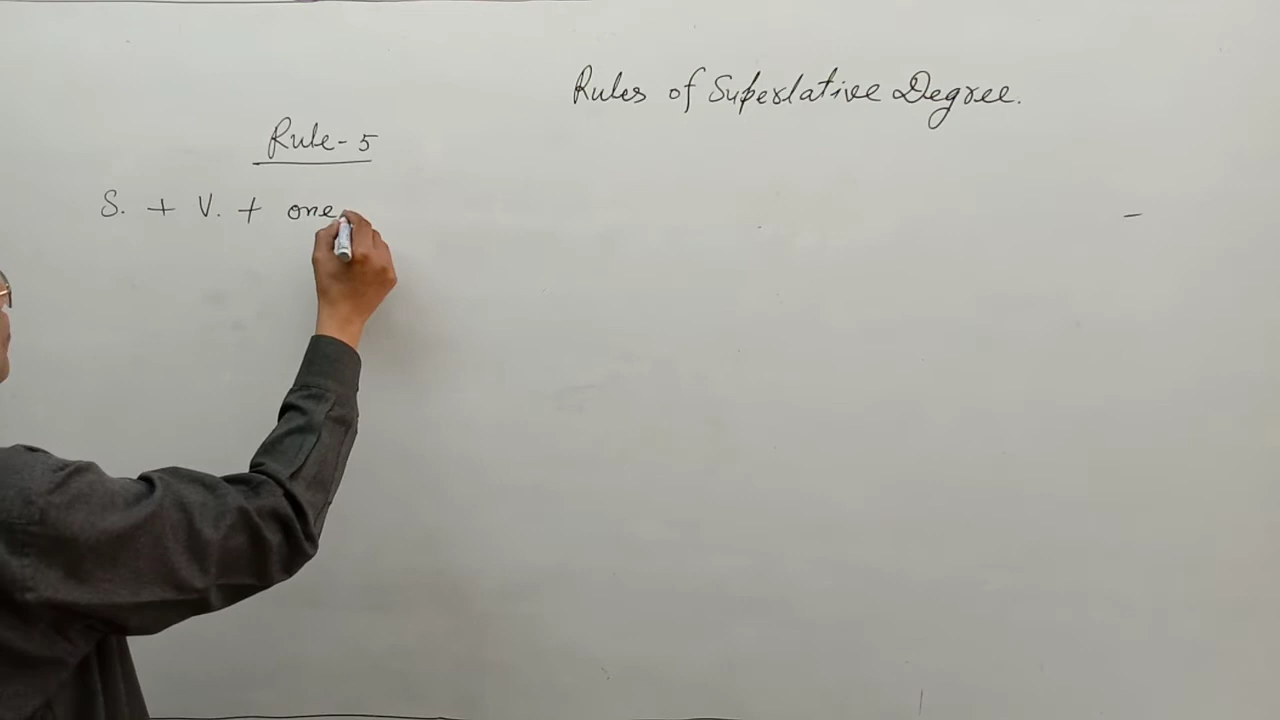 Rules of Superlative Degree.
Rule-5
S. + V. + one